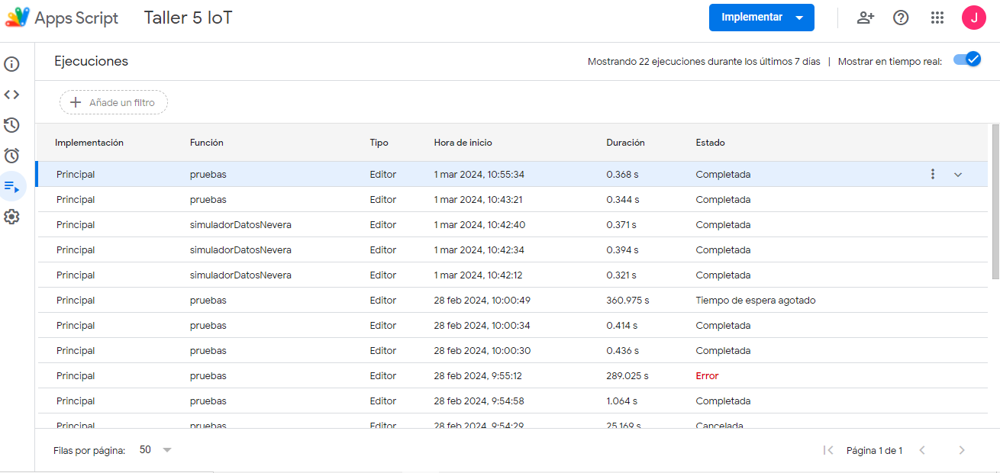 Apps Script Taller 5 IoT Implementar J
Ejecuciones Mostrando 22 ejecuciones durante los últimos 7 días | Mostrar en tiempo real:
Añade un filtro
Implementación Función Tipo Hora de inicio Duración Estado
Principal pruebas Editor 1 mar 2024, 10:55:34 0.368 s Completada
Principal pruebas Editor 1 mar 2024, 10:43:21 0.344 s Completada
Principal simuladorDatosNevera Editor 1 mar 2024, 10:42:40 0.371 s Completada
Principal simuladorDatosNevera Editor 1 mar 2024, 10:42:34 0.394 s Completada
Principal simuladorDatosNevera Editor 1 mar 2024, 10:42:12 0.321 s Completada
Principal pruebas Editor 28 feb 2024, 10:00:49 360.975 s Tiempo de espera agotado
Principal pruebas Editor 28 feb 2024, 10:00:34 0.414 s Completada
Principal pruebas Editor 28 feb 2024, 10:00:30 0.436 s Completada
Principal pruebas Editor 28 feb 2024, 9:55:12 289.025 s Error
Principal pruebas Editor 28 feb 2024, 9:54:58 1.064 s Completada
Principal pruebas Editor 28 feb 2024, 9:54:29 25.169 s Cancelada
Filas por página: 50 Página 1 de 1